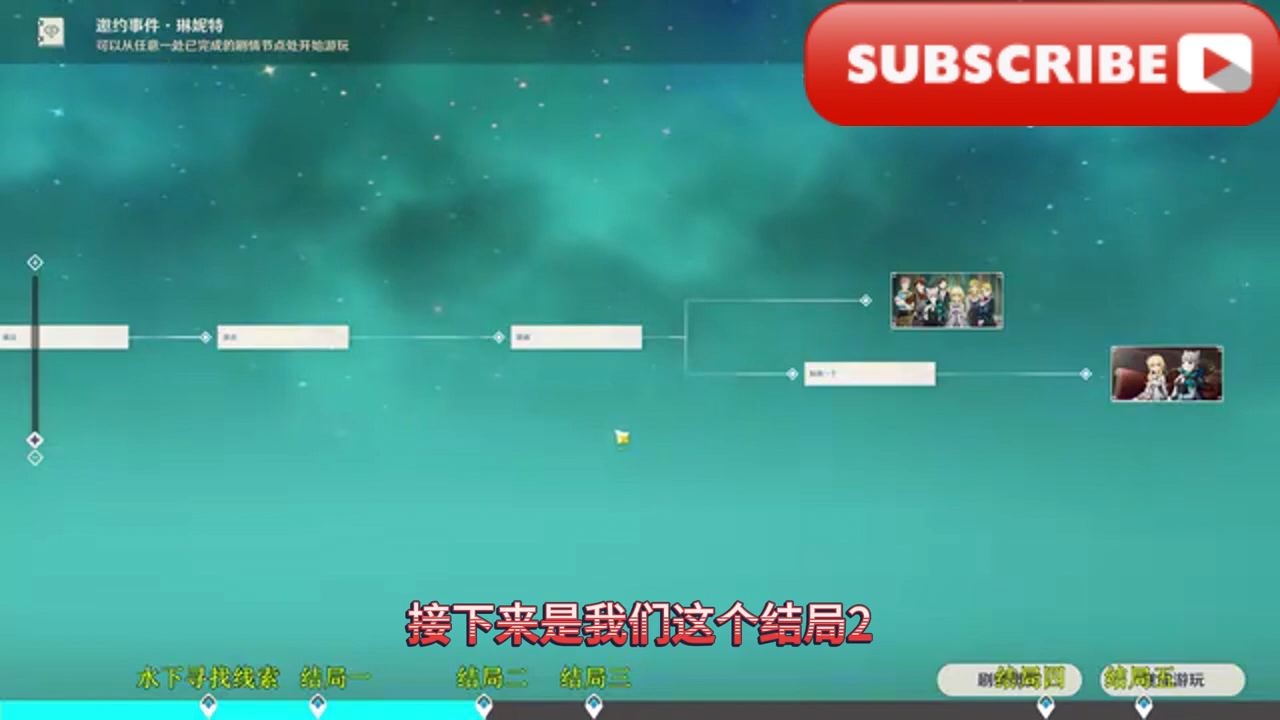 邀约事件·琳妮特
可以从任意一处已完成的剧情节点处开始游玩
SUBSCRIBE
接下来是我们这个结局2
水下寻找线索 结局一 结局二 结局三 结局四 结局五
游玩